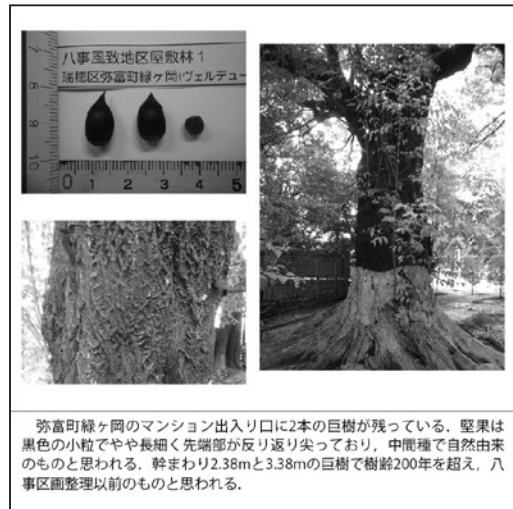 八事風致地区屋敷林1
瑞穂区弥富町緑ヶ岡(ヴェルデュー
7
8
9
10
0 1 2 3 4 5
弥富町緑ヶ岡のマンション出入り口に2本の巨樹が残っている．堅果は
黒色の小粒でやや長細く先端部が反り返り尖っており，中間種で自然由来
のものと思われる．幹まわり2.38mと3.38mの巨樹で樹齢200年を超え，八
事区画整理以前のものと思われる．